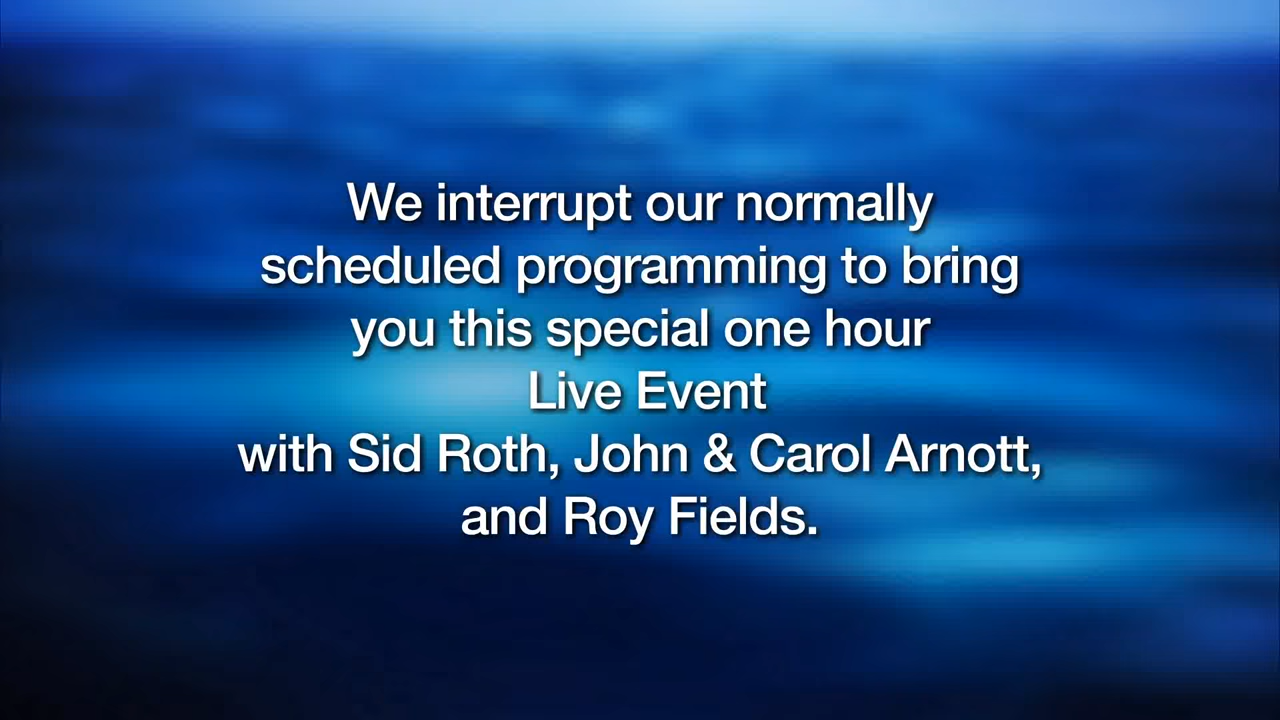 We interrupt our normally
scheduled programming to bring
you this special one hour
Live Event
with Sid Roth, John & Carol Arnott,
and Roy Fields.